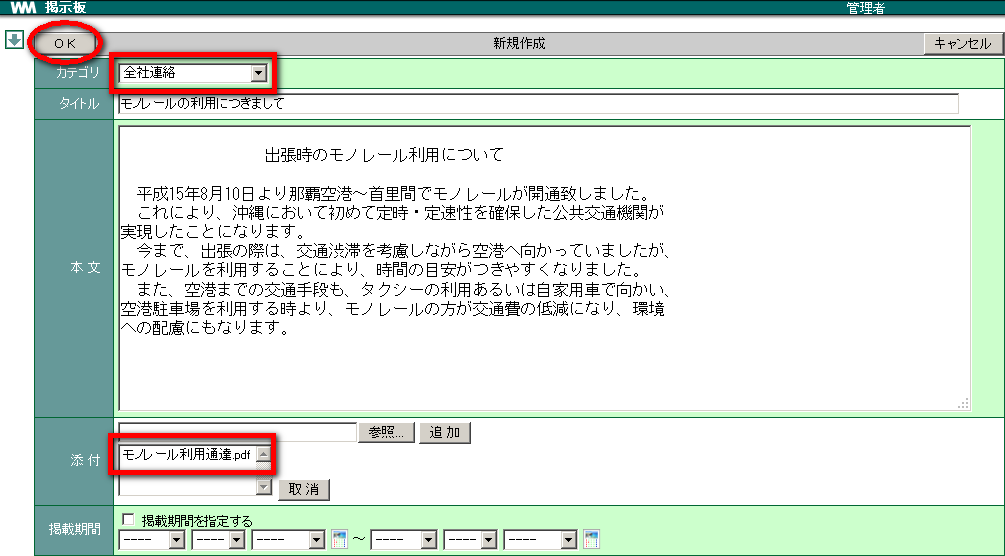 WM 掲示板 管理者
OK 新規作成 キャンセル
カテゴリ 全社連絡
タイトル モノレールの利用につきまして
出張時のモノレール利用について
平成15年8月10日より那覇空港～首里間でモノレールが開通致しました。
これにより、沖縄において初めて定時・定速性を確保した公共交通機関が
実現したことになります。
今まで、出張の際は、交通渋滞を考慮しながら空港へ向かっていましたが、
本文
モノレールを利用することにより、時間の目安がつきやすくなりました。
また、空港までの交通手段も、タクシーの利用あるいは自家用車で向かい、
空港駐車場を利用する時より、モノレールの方が交通費の低減になり、環境
への配慮にもなります。
参照... 追加
添付 モノレール利用通達.pdf
取消
掲載期間 掲載期間を指定する
---- ---- ---- ～ ---- ---- ----